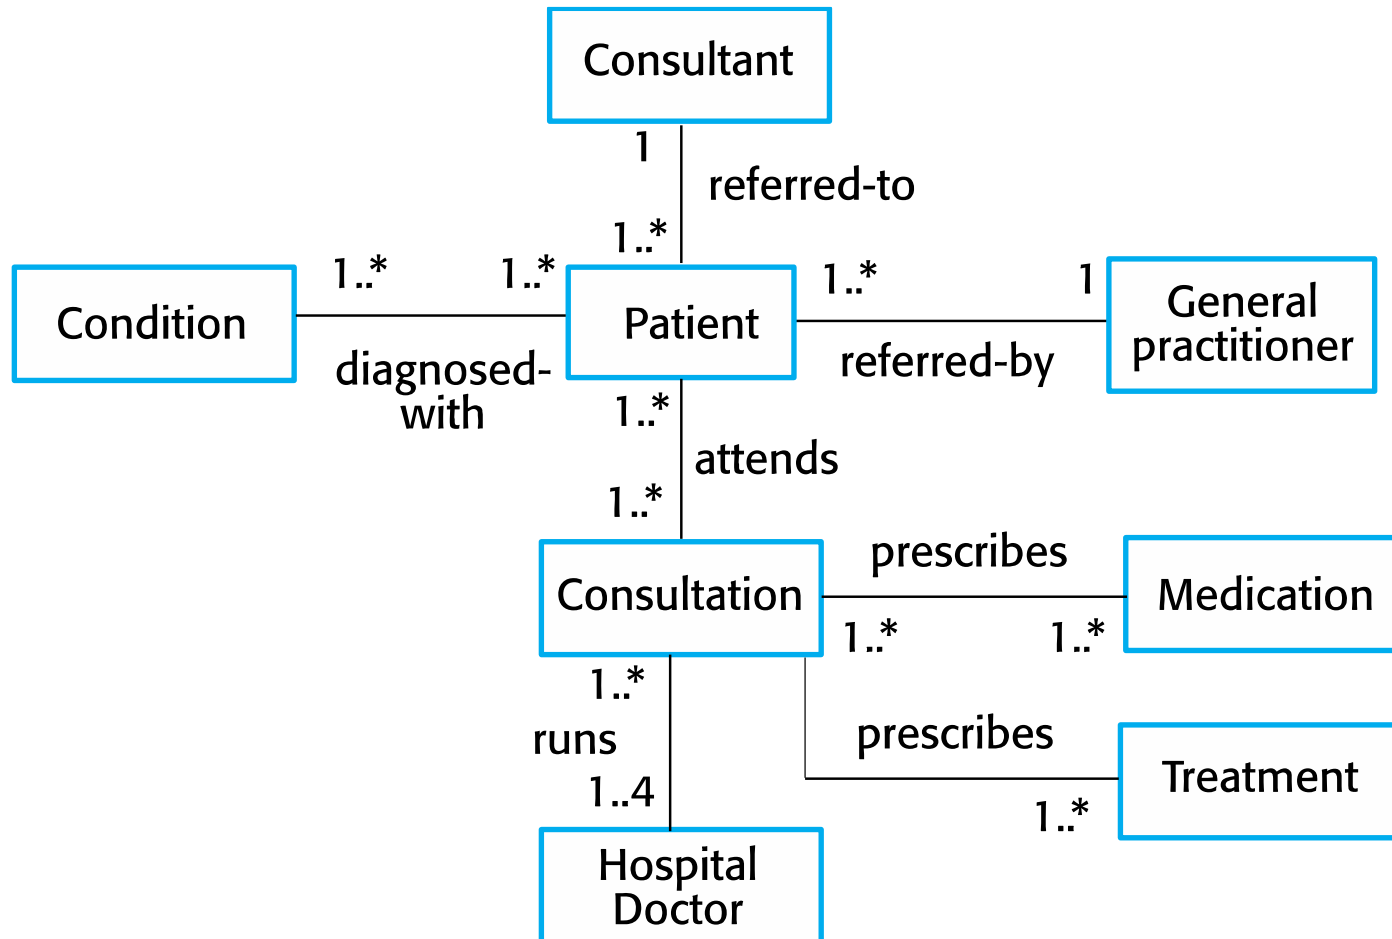 Consultant
1
referred-to
1..*
1..*
1..*
1..*
1
Condition
Patient
General
practitioner
diagnosed-
with
referred-by
1..*
attends
1..*
prescribes
Consultation
Medication
1..*
1..*
1..*
runs
prescribes
1..4
Treatment
1..*
Hospital
Doctor